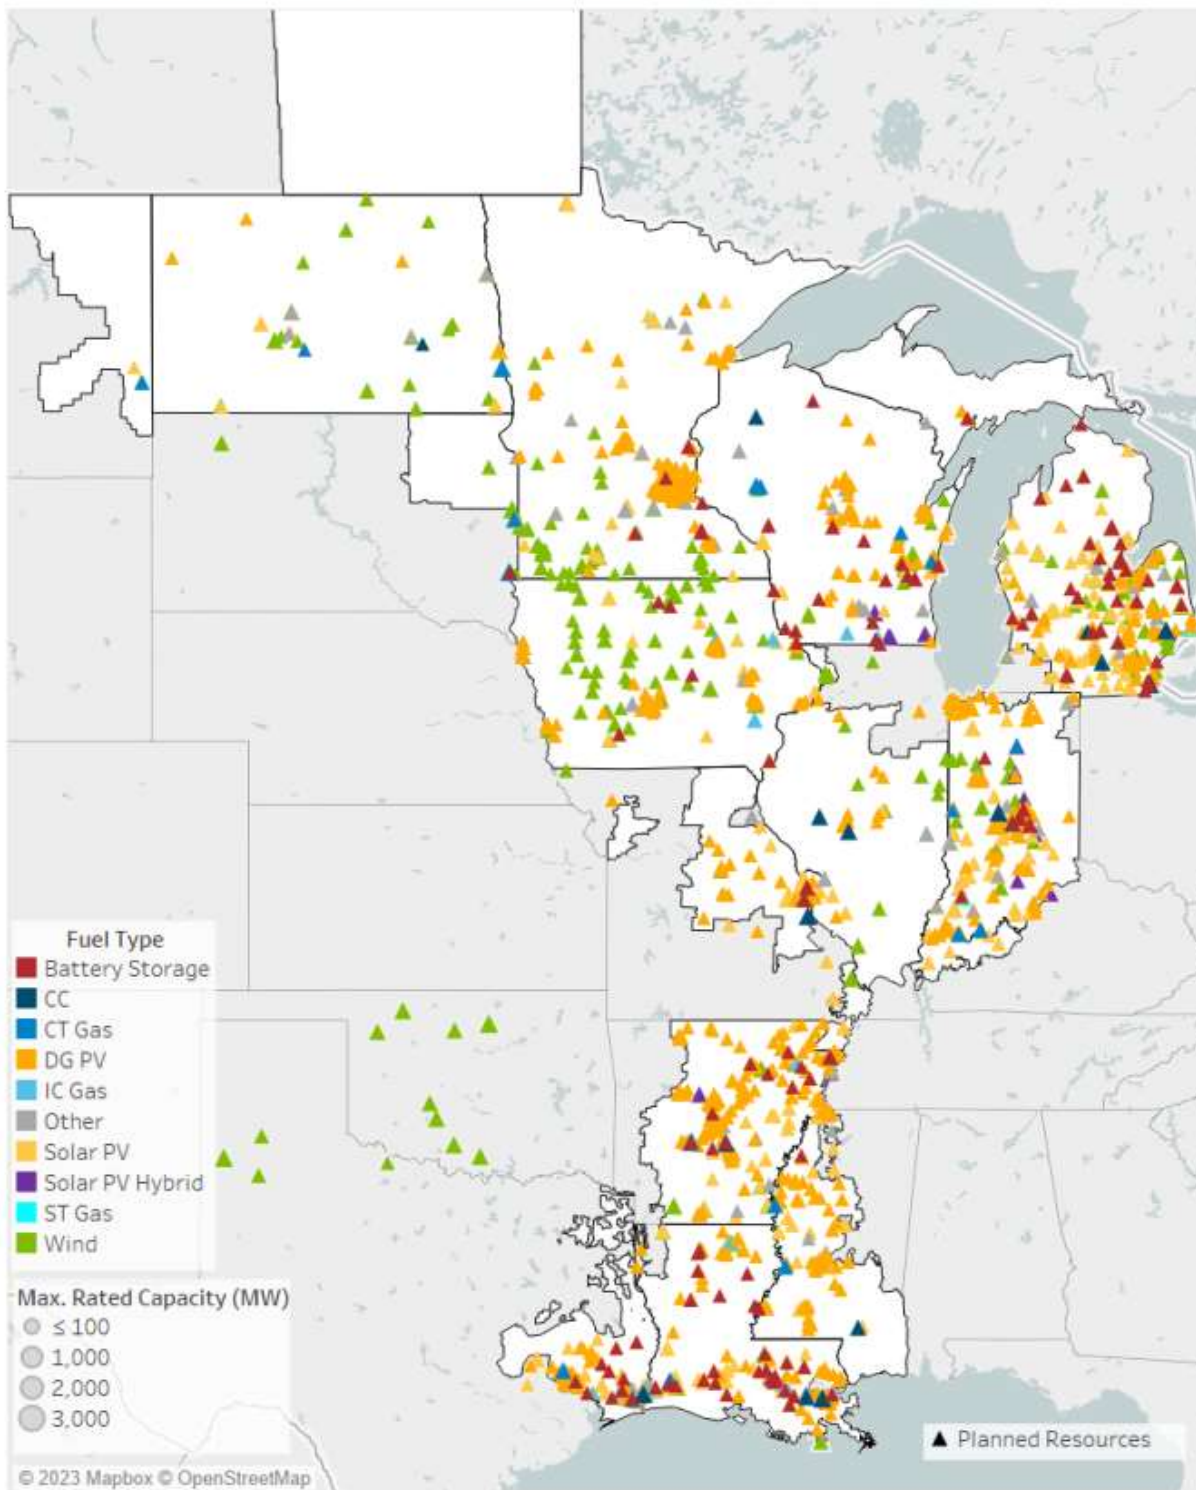 Fuel Type
Battery Storage
CC
CT Gas
DG PV
IC Gas
Other
Solar PV
Solar PV Hybrid
ST Gas
Wind
Max. Rated Capacity (MW)
≤ 100
1,000
2,000
3,000
Planned Resources
© 2023 Mapbox © OpenStreetMap